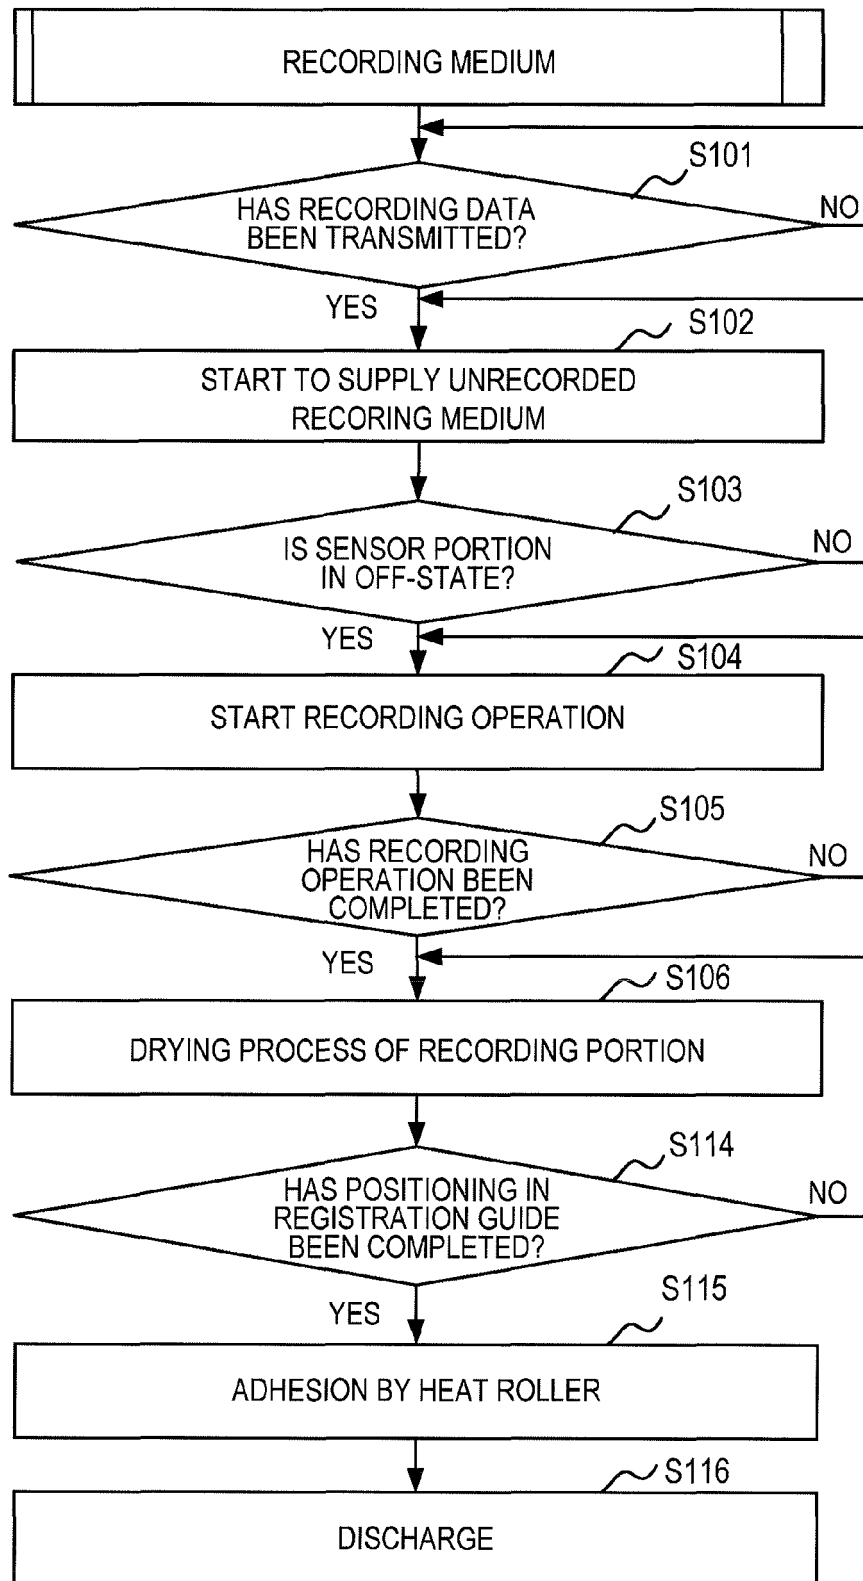 RECORDING MEDIUM
S101
HAS RECORDING DATA
BEEN TRANSMITTED?
NO
YES
S102
START TO SUPPLY UNRECORDED
RECORING MEDIUM
S103
IS SENSOR PORTION
IN OFF-STATE?
NO
YES
S104
START RECORDING OPERATION
S105
HAS RECORDING
OPERATION BEEN
COMPLETED?
NO
YES
S106
DRYING PROCESS OF RECORDING PORTION
S114
HAS POSITIONING IN
REGISTRATION GUIDE
BEEN COMPLETED?
NO
YES
S115
ADHESION BY HEAT ROLLER
S116
DISCHARGE